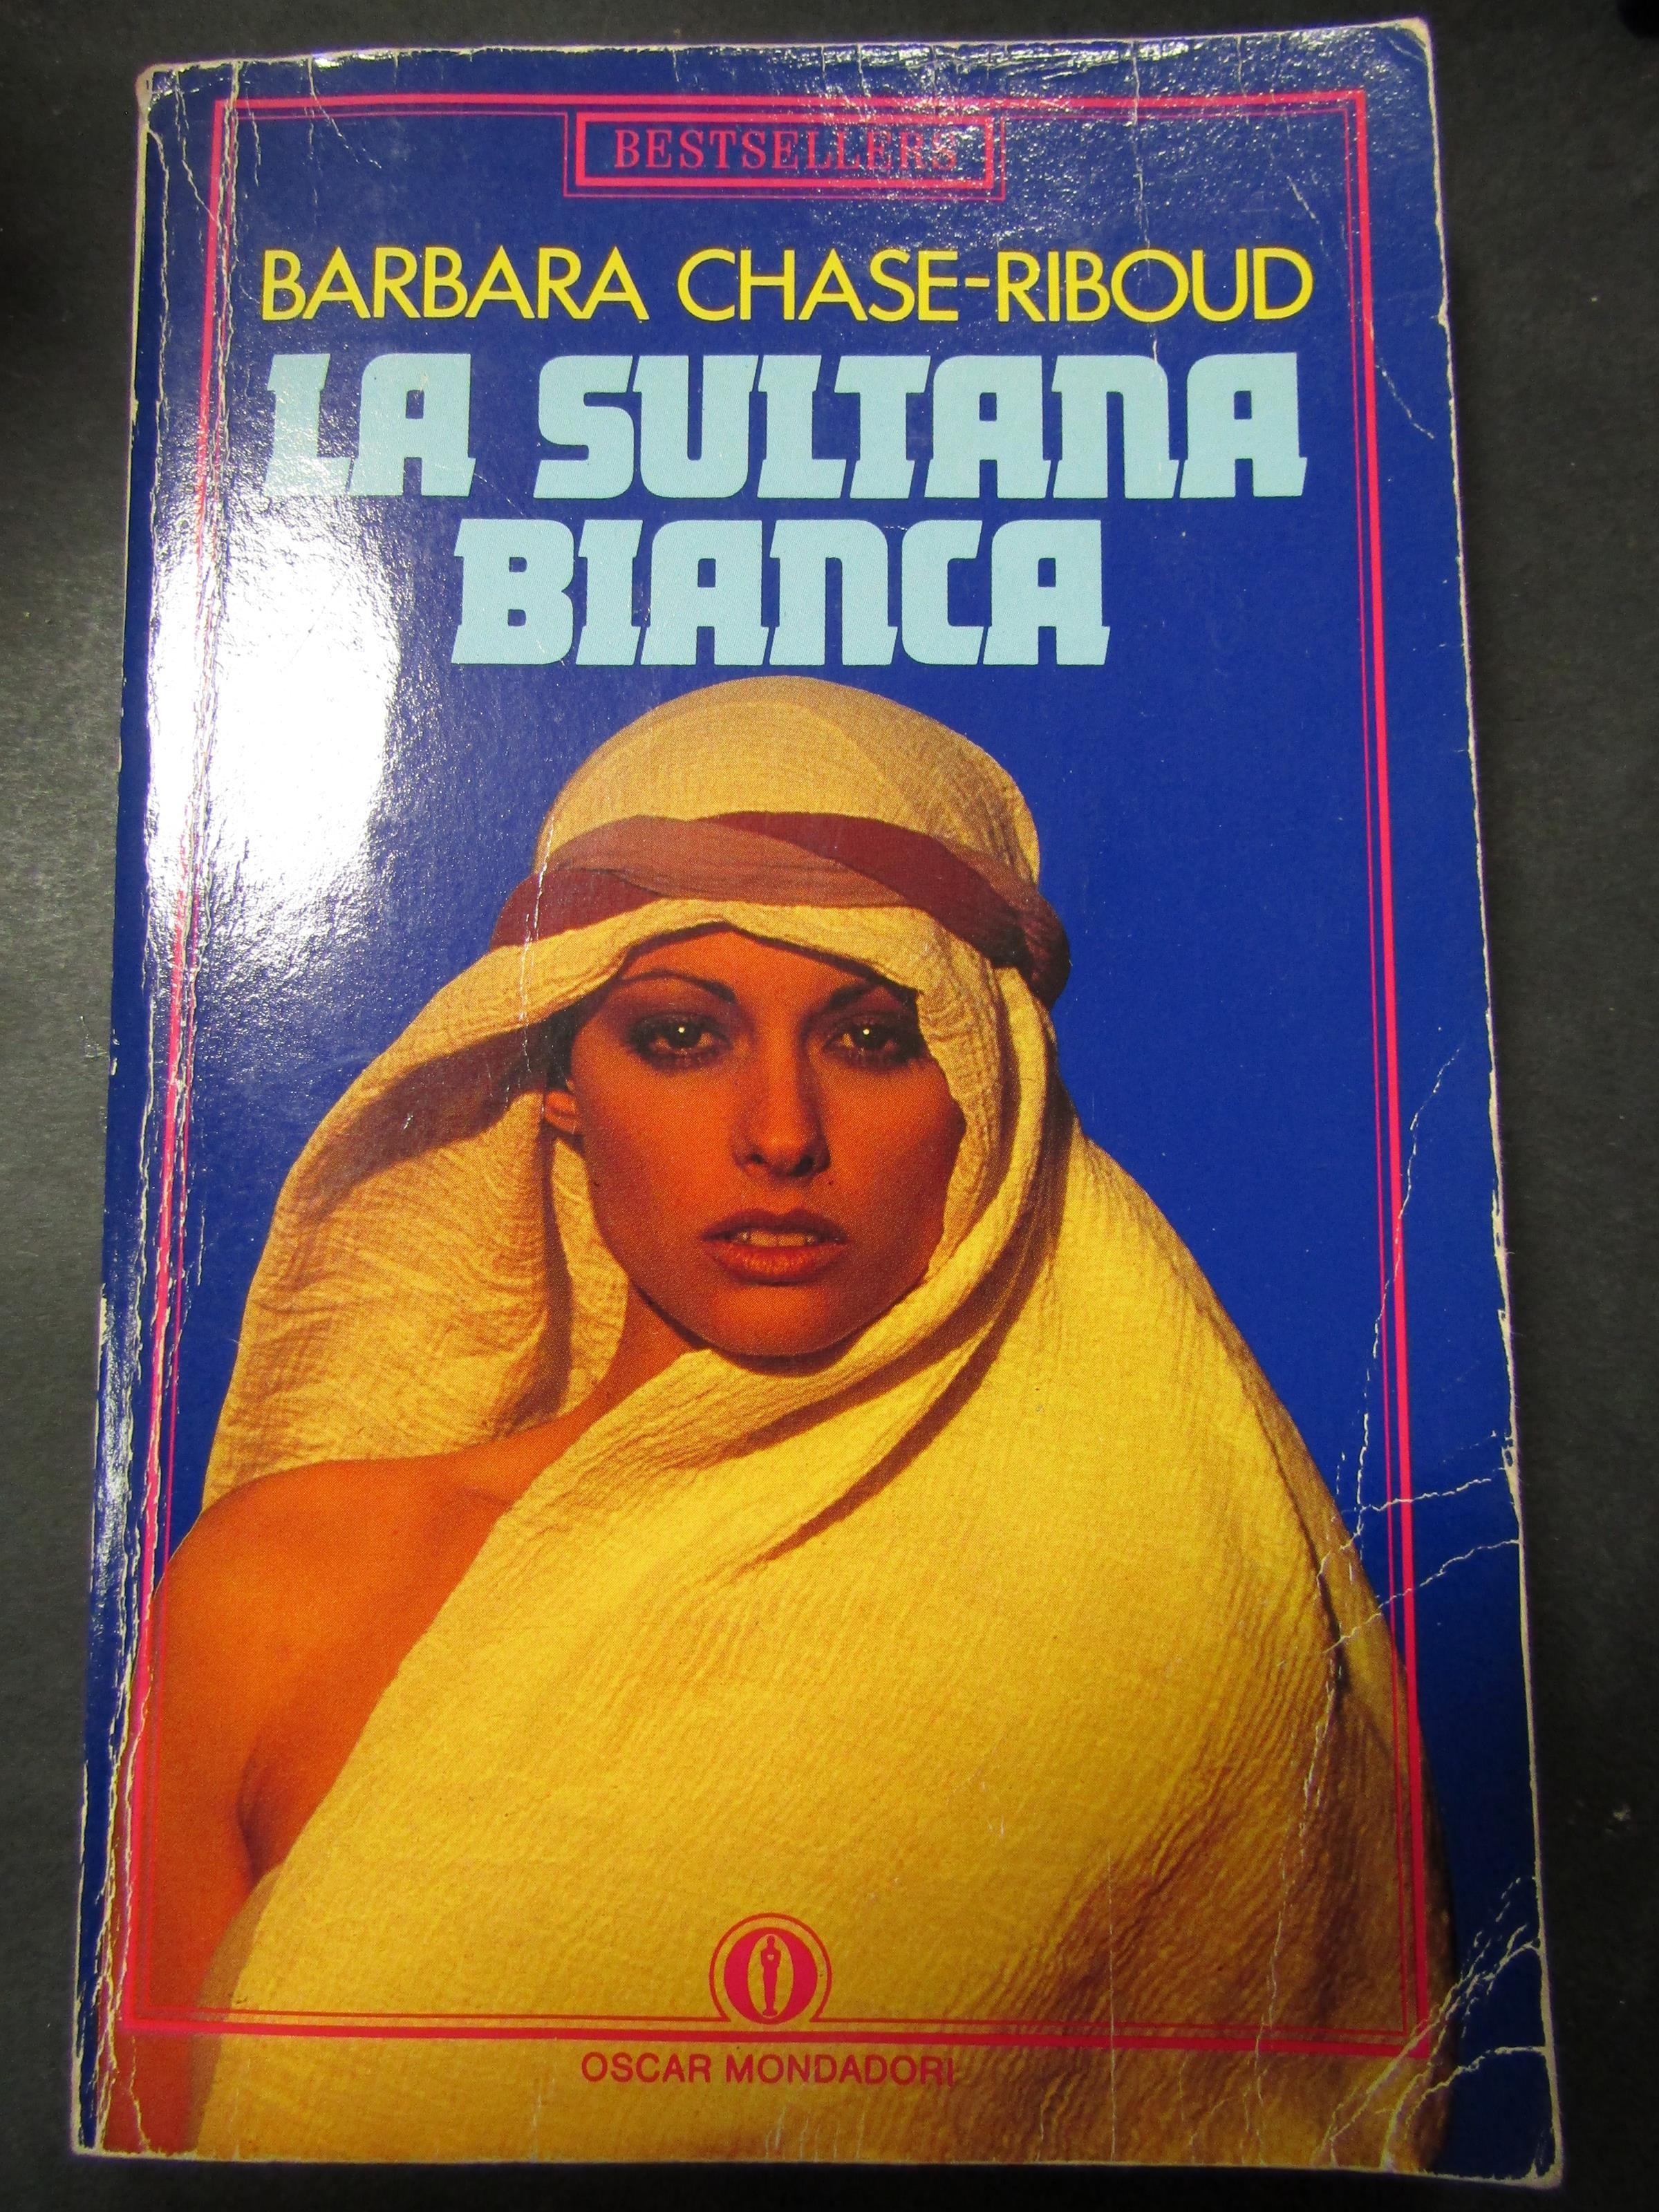 BESTSELLERS
BARBARA CHASE-RIBOUD
LA SULTANA
BIANCA
OSCAR MONDADORI